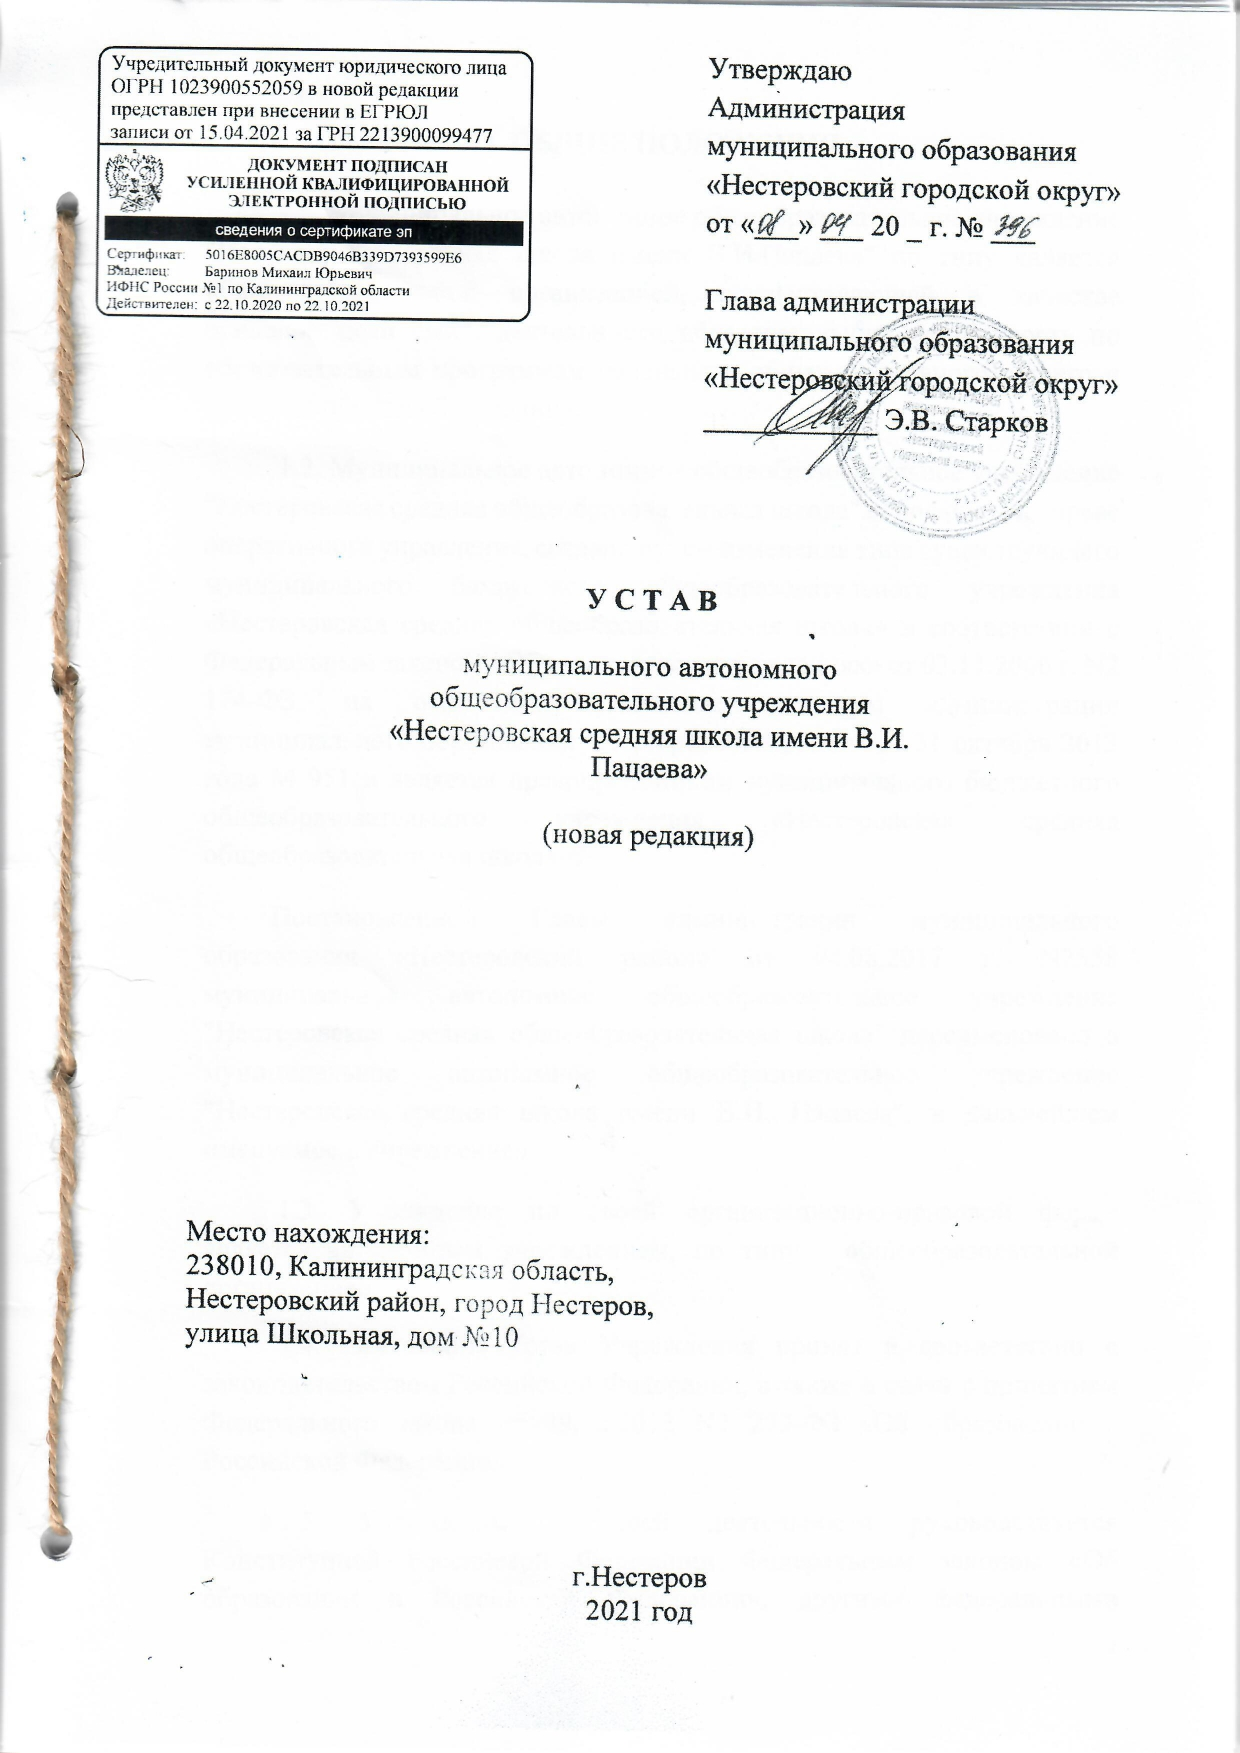 Учредительный документ юридического лица
ОГРН 1023900552059 в новой редакции
представлен при внесении в ЕГРЮЛ
записи от 15.04.2021 за ГРН 2213900099477
ДОКУМЕНТ ПОДПИСАН
УСИЛЕННОЙ КВАЛИФИЦИРОВАННОЙ
ЭЛЕКТРОННОЙ ПОДПИСЬЮ
сведения о сертификате эп
Сертификат: 5016E8005CACDB9046B339D7393599E6
Владелец: Баринов Михаил Юрьевич
ИФНС России №1 по Калининградской области
Действителен: с 22.10.2020 по 22.10.2021
Утверждаю
Администрация
муниципального образования
«Нестеровский городской округ»
от «08» 04 20 _ г. № 396
Глава администрации
муниципального образования
«Нестеровский городской округ»
Э.В. Старков
У С Т А В
муниципального автономного
общеобразовательного учреждения
«Нестеровская средняя школа имени В.И.
Пацаева»
(новая редакция)
Место нахождения:
238010, Калининградская область,
Нестеровский район, город Нестеров,
улица Школьная, дом №10
г.Нестеров
2021 год